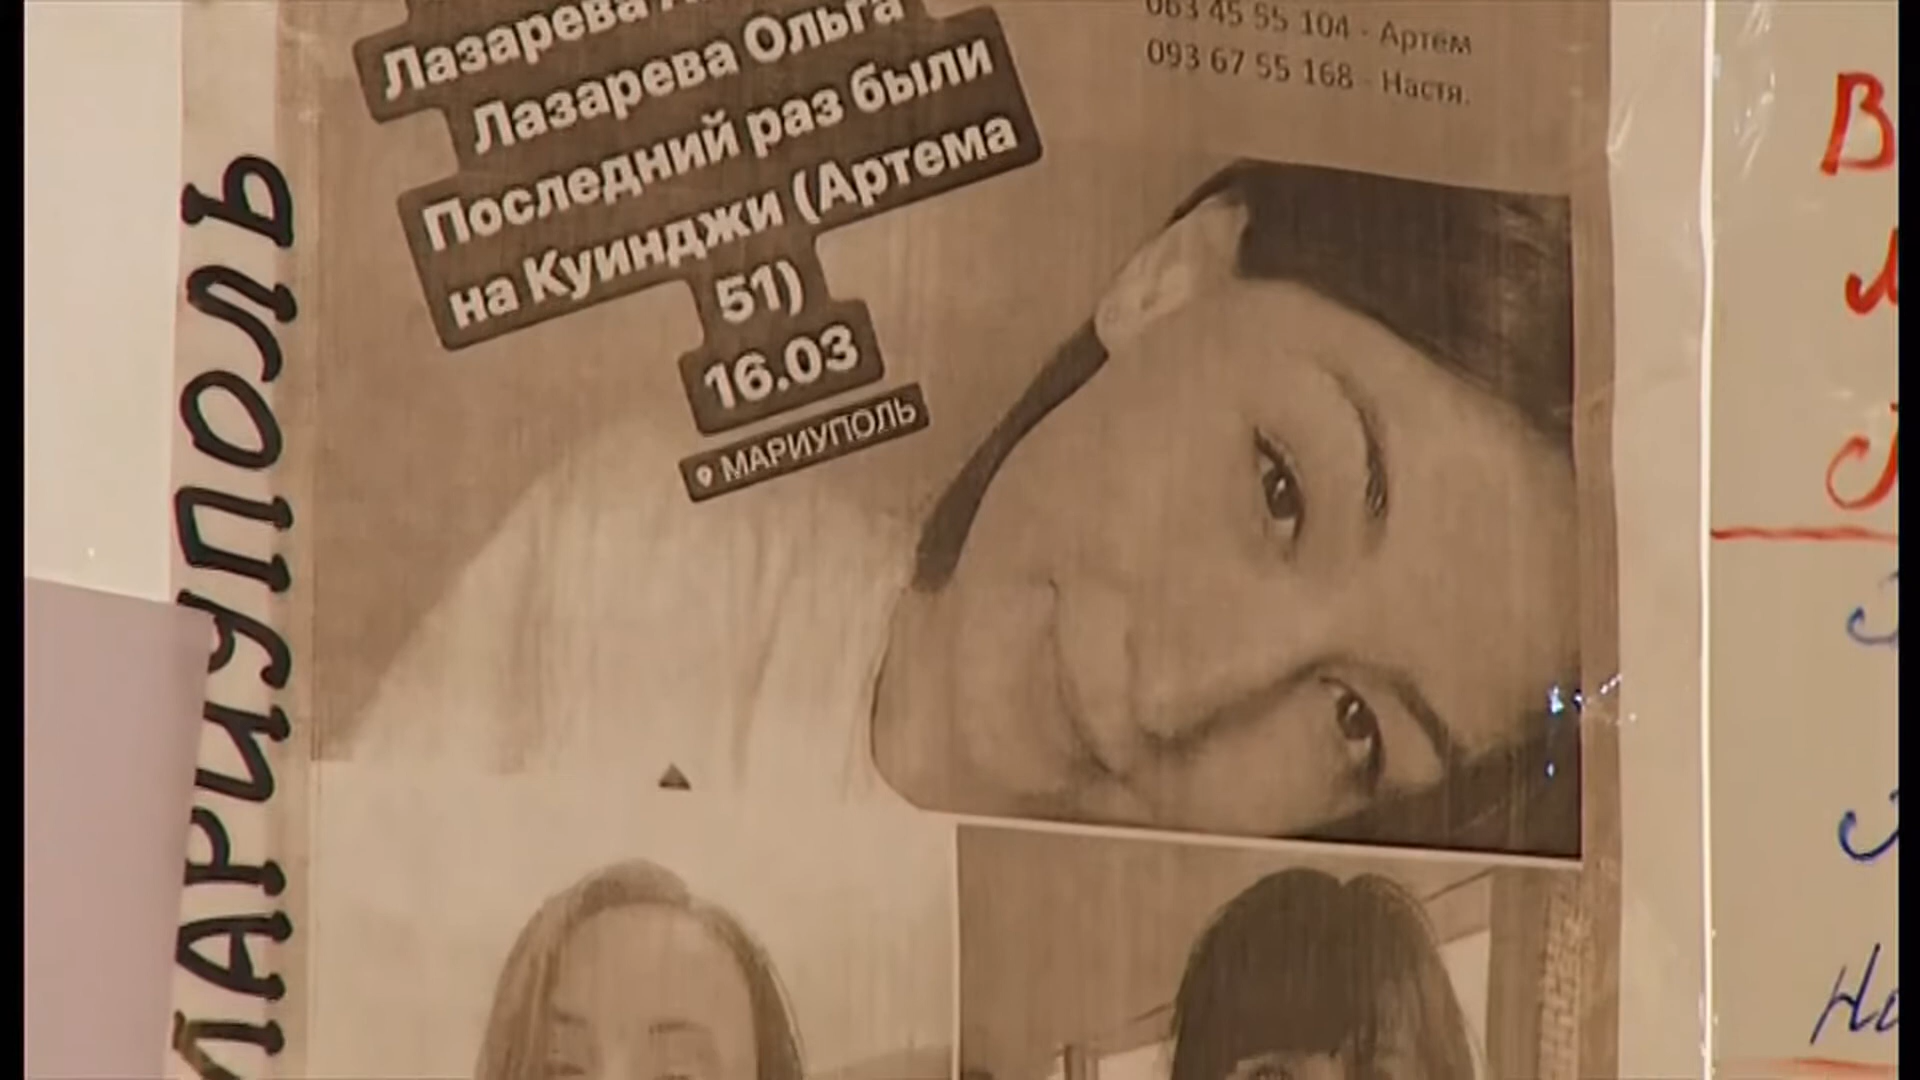 Лазарева
Лазарева Ольга
Последний раз были
на Куинджи (Артема
51)
16.03
МАРИУПОЛЬ
063 45 55 104 - Артем
093 67 55 168 - Настя.
МАРИУПОЛЬ